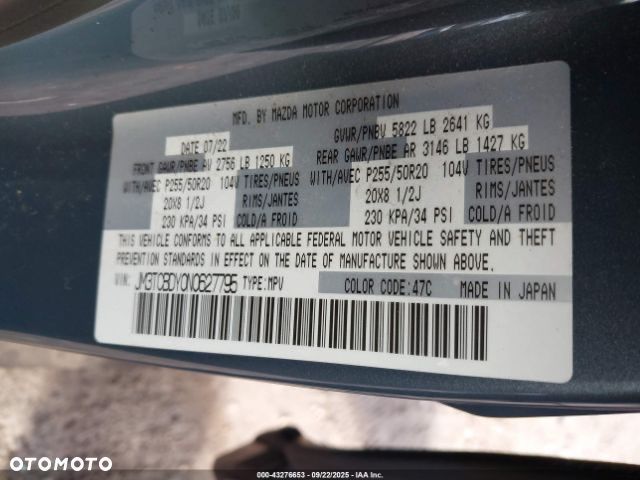 MFD. BY MAZDA MOTOR CORPORATION
DATE 07/22 GVWR/PNBV 5822 LB 2641 KG
FRONT GAWR/PNBE AV 2756 LB 1250 KG REAR GAWR/PNBE AR 3146 LB 1427 KG
WITH/AVEC P255/50R20 104V TIRES/PNEUS WITH/AVEC P255/50R20 104V TIRES/PNEUS
20X8 1/2J RIMS/JANTES 20X8 1/2J RIMS/JANTES
230 KPA/34 PSI COLD/A FROID 230 KPA/34 PSI COLD/A FROID
THIS VEHICLE CONFORMS TO ALL APPLICABLE FEDERAL MOTOR VEHICLE SAFETY AND THEFT
PREVENTION STANDARDS IN EFFECT ON THE DATE OF MANUFACTURE SHOWN ABOVE.
VIN: JM3TCBDY0N0627795 TYPE:MPV COLOR CODE:47C MADE IN JAPAN
OTOMOTO
000-43276653 - 09/22/2025 - IAA Inc.